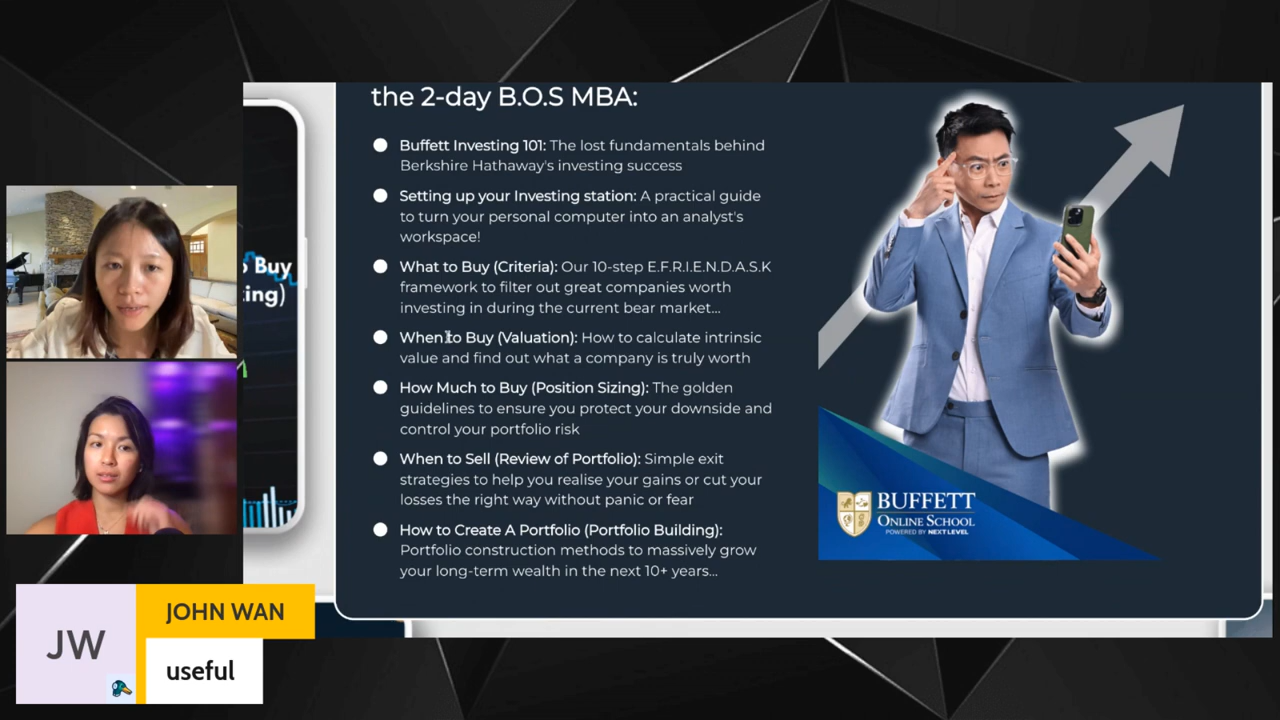 the 2-day B.O.S MBA:
Buffett Investing 101: The lost fundamentals behind
Berkshire Hathaway's investing success
Setting up your Investing station: A practical guide
to turn your personal computer into an analyst's
workspace!
What to Buy (Criteria): Our 10-step E.F.R.I.E.N.D.A.S.K
framework to filter out great companies worth
investing in during the current bear market...
When to Buy (Valuation): How to calculate intrinsic
value and find out what a company is truly worth
How Much to Buy (Position Sizing): The golden
guidelines to ensure you protect your downside and
control your portfolio risk
When to Sell (Review of Portfolio): Simple exit
strategies to help you realise your gains or cut your
losses the right way without panic or fear
How to Create A Portfolio (Portfolio Building):
Portfolio construction methods to massively grow
your long-term wealth in the next 10+ years...
BUFFETT
ONLINE SCHOOL
POWERED BY NEXTLEVEL
Buy
JW
JOHN WAN
useful